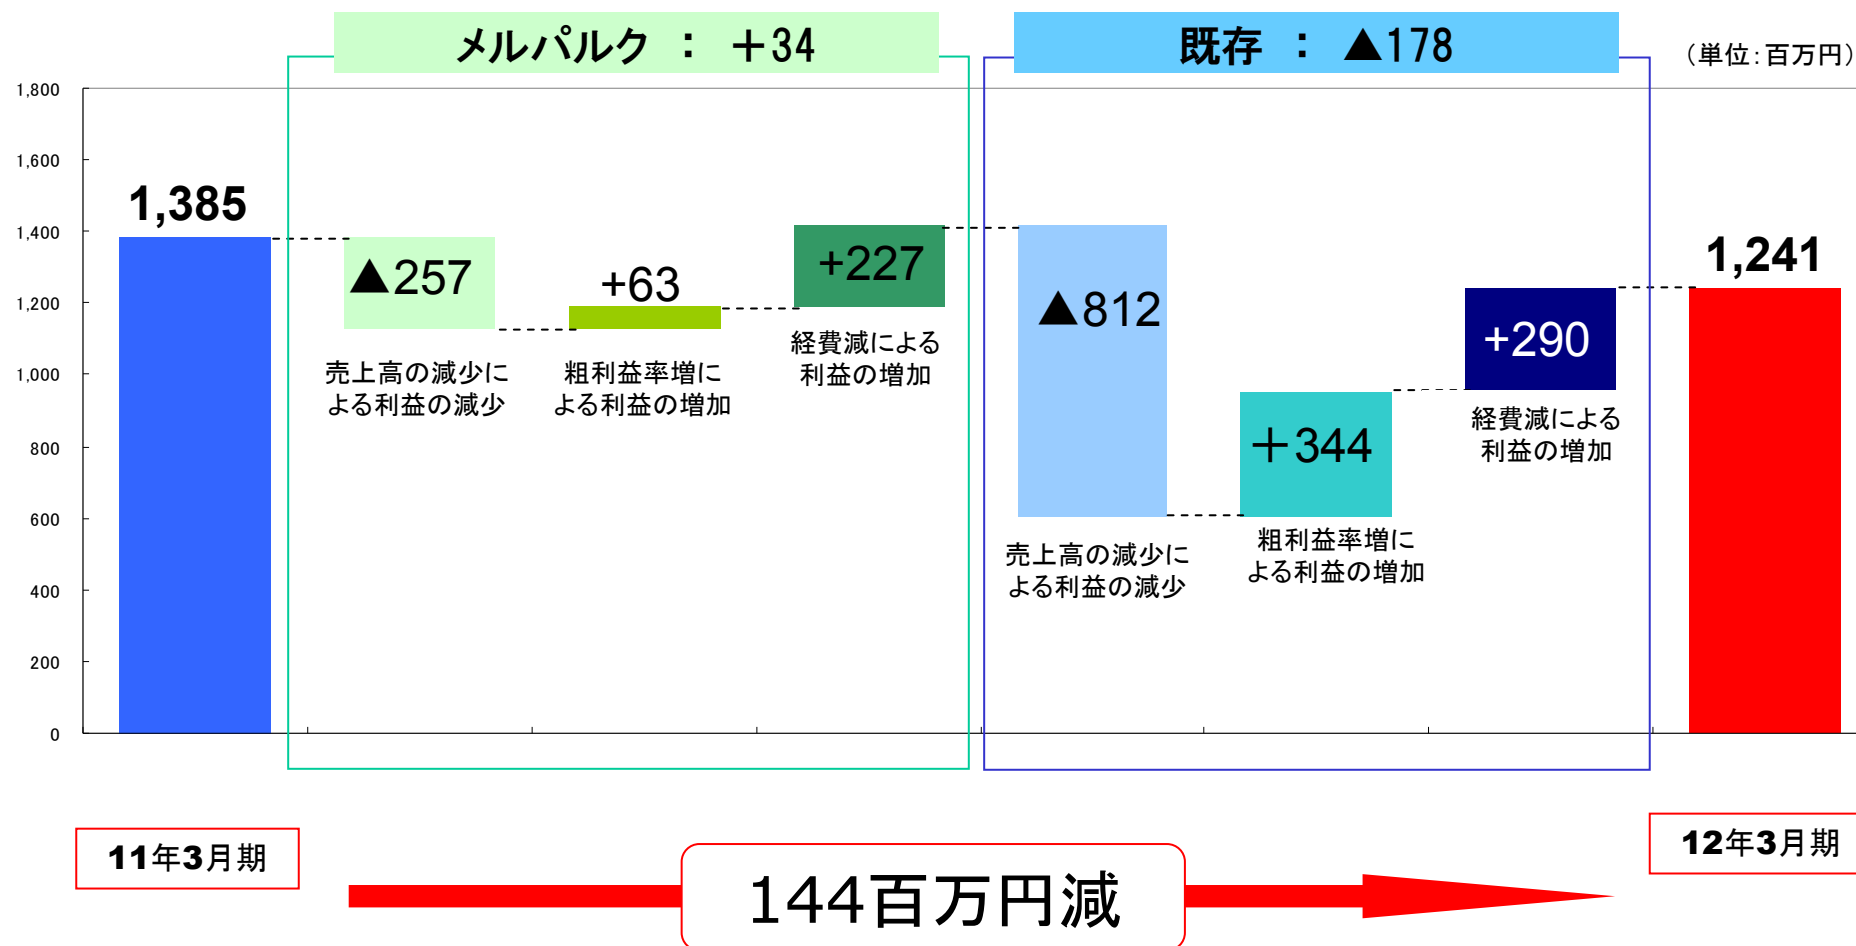 メルパルク ： ＋34
既存 ： ▲178
（単位：百万円）
1,800
1,600
1,400
1,200
1,000
800
600
400
200
0
1,385
▲257
売上高の減少に
よる利益の減少
+63
粗利益率増に
よる利益の増加
+227
経費減による
利益の増加
▲812
売上高の減少に
よる利益の減少
＋344
粗利益率増に
よる利益の増加
+290
経費減による
利益の増加
1,241
11年3月期
144百万円減
12年3月期